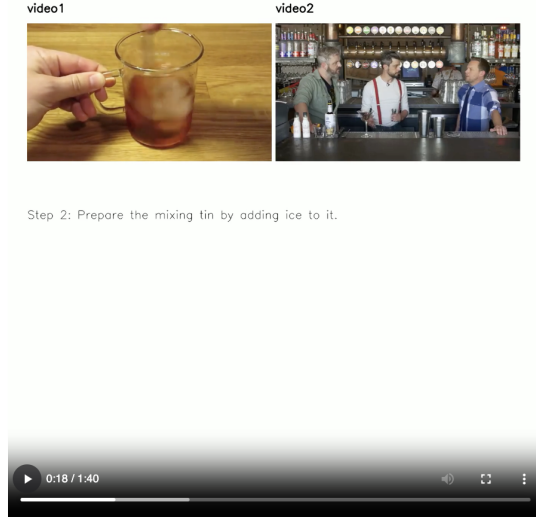 video1
video2
Step 2: Prepare the mixing tin by adding ice to it.
0:18 / 1:40